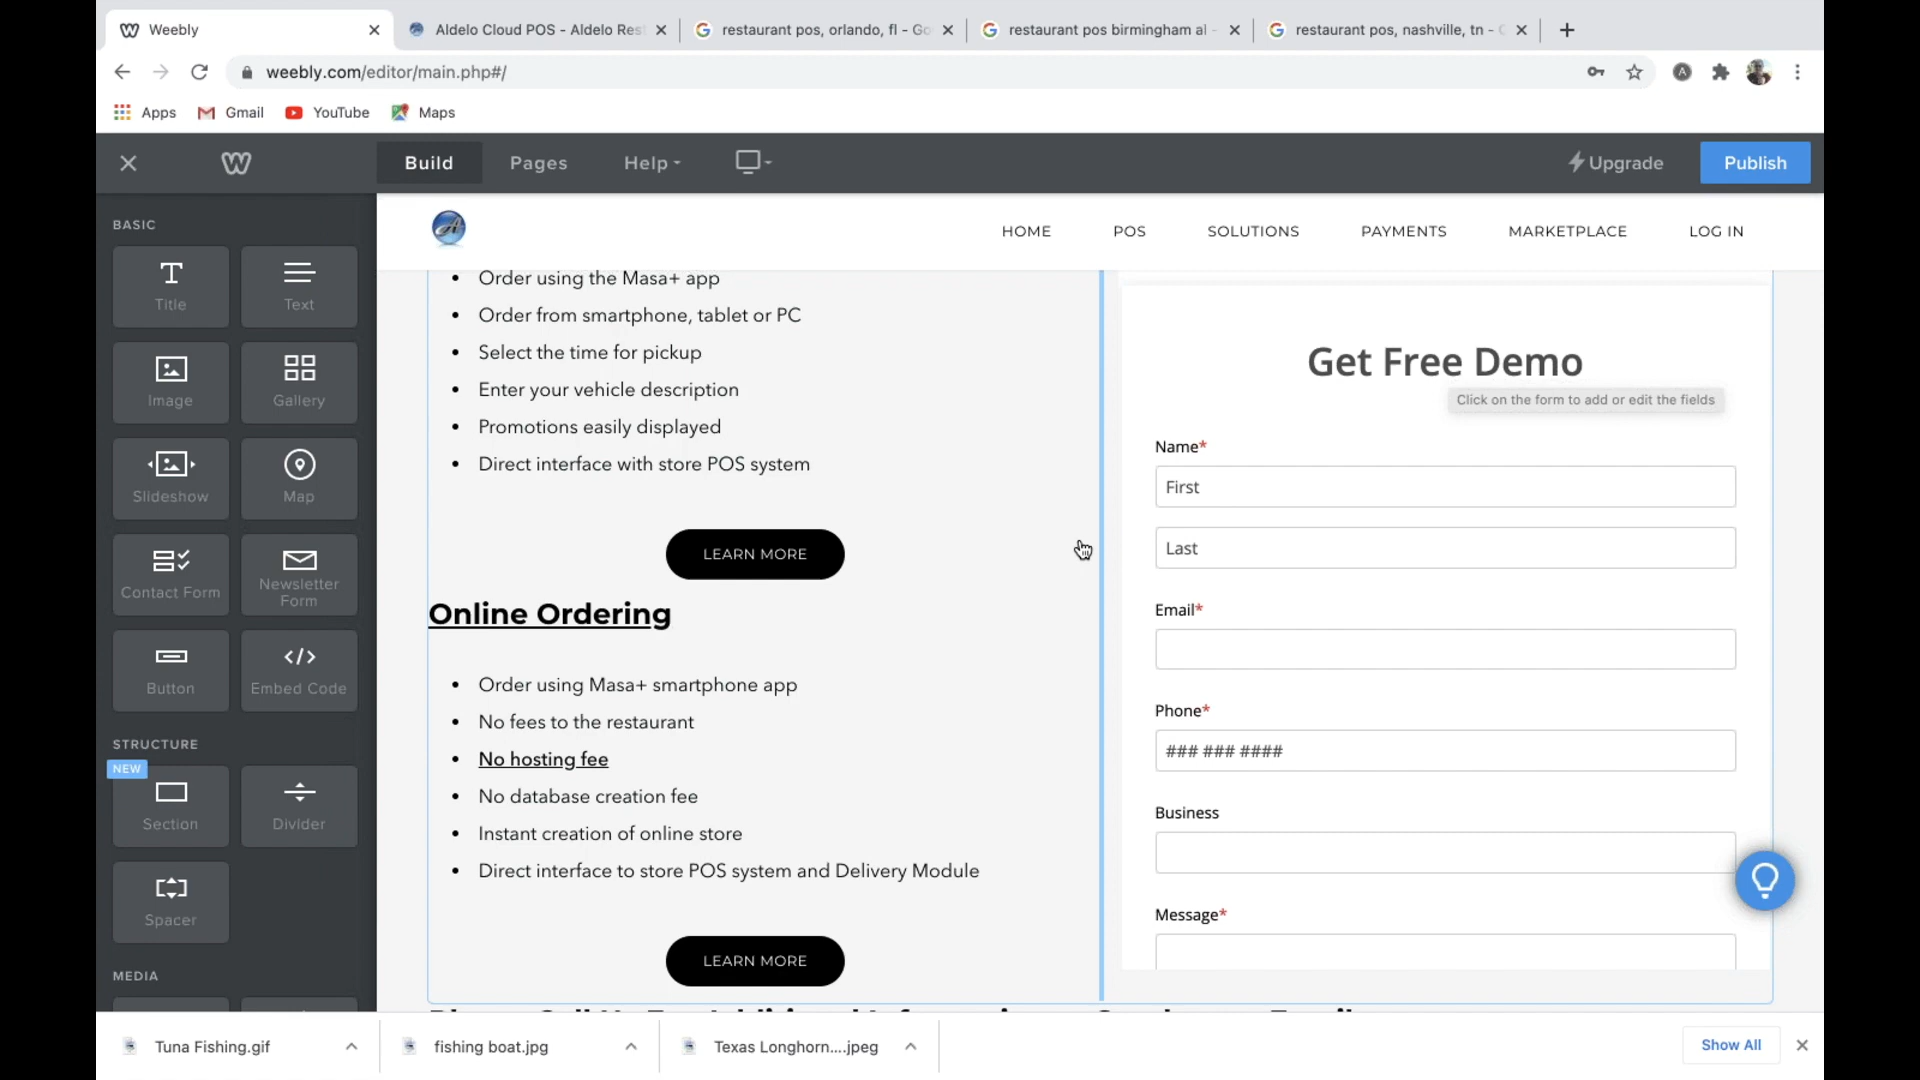 Weebly
Aldelo Cloud POS - Aldelo Res
restaurant pos, orlando, fl - Go
restaurant pos birmingham al -
restaurant pos, nashville, tn - G
weebly.com/editor/main.php#/
Apps
Gmail
YouTube
Maps
Build
Pages
Help
Upgrade
Publish
BASIC
Title
Text
Image
Gallery
Slideshow
Map
Contact Form
Newsletter
Form
Button
Embed Code
STRUCTURE
NEW
Section
Divider
Spacer
MEDIA
HOME
POS
SOLUTIONS
PAYMENTS
MARKETPLACE
LOG IN
• Order using the Masa+ app
• Order from smartphone, tablet or PC
• Select the time for pickup
• Enter your vehicle description
• Promotions easily displayed
• Direct interface with store POS system
LEARN MORE
Online Ordering
• Order using Masa+ smartphone app
• No fees to the restaurant
• No hosting fee
• No database creation fee
• Instant creation of online store
• Direct interface to store POS system and Delivery Module
LEARN MORE
Get Free Demo
Click on the form to add or edit the fields
Name*
First
Last
Email*
Phone*
### ### ####
Business
Message*
Tuna Fishing.gif
fishing boat.jpg
Texas Longhorn....jpeg
Show All